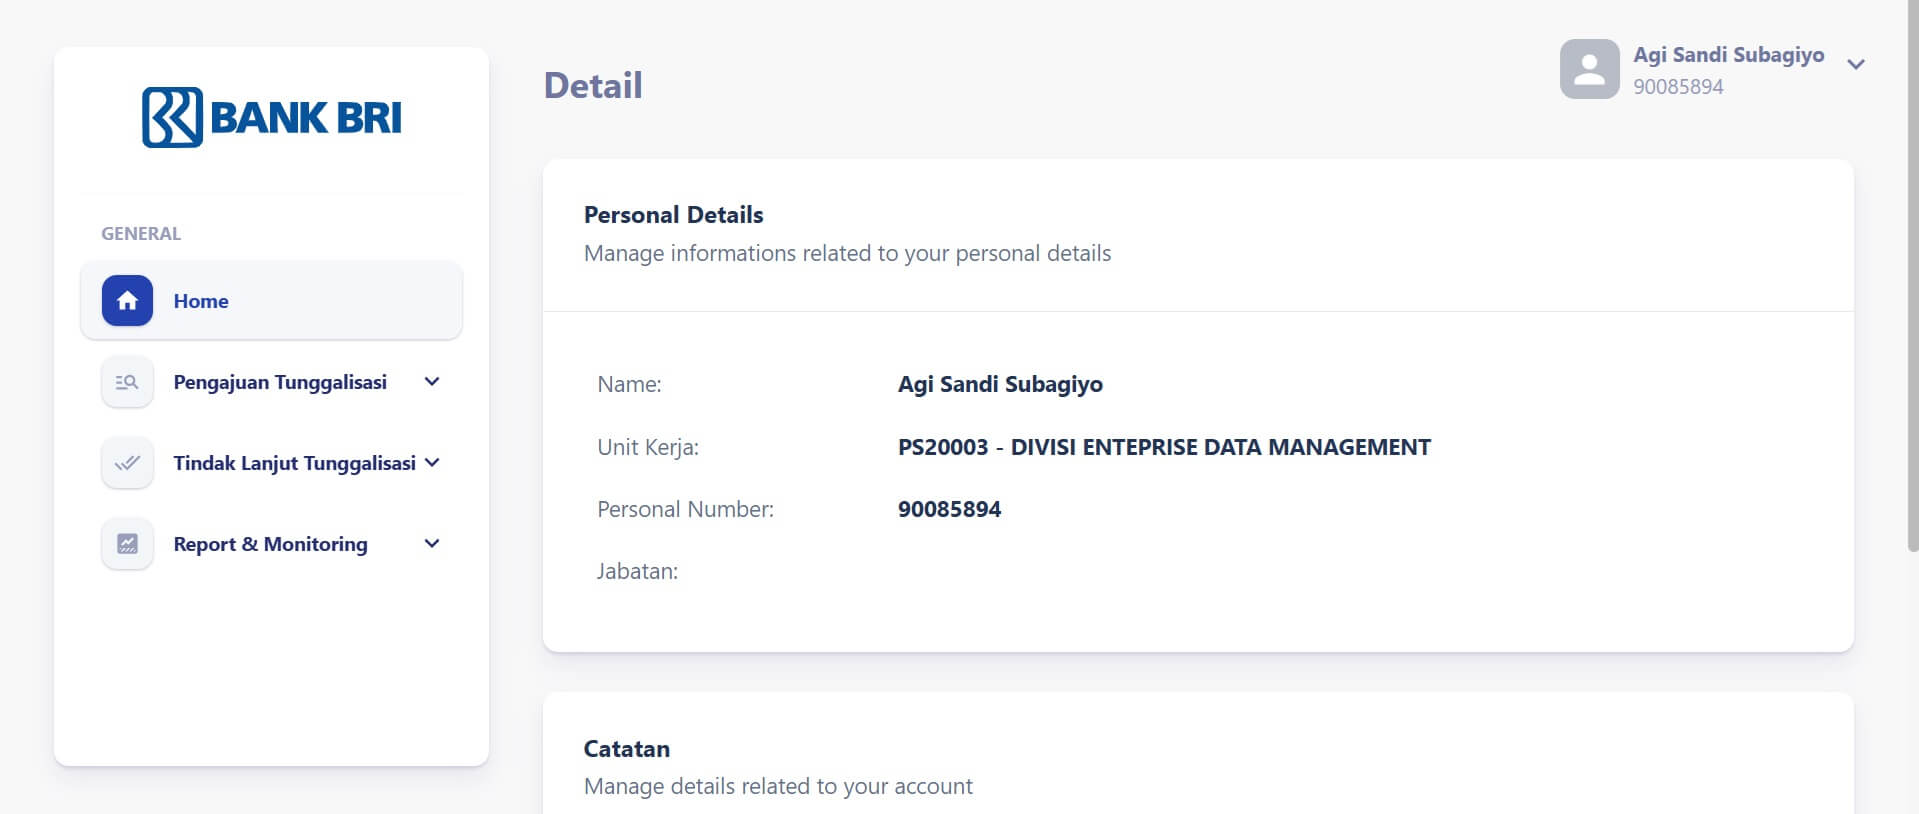 BANK BRI
GENERAL
Home
Pengajuan Tunggalisasi
Tindak Lanjut Tunggalisasi
Report & Monitoring
Detail
Agi Sandi Subagiyo
90085894
Personal Details
Manage informations related to your personal details
Name: Agi Sandi Subagiyo
Unit Kerja: PS20003 - DIVISI ENTEPRISE DATA MANAGEMENT
Personal Number: 90085894
Jabatan:
Catatan
Manage details related to your account